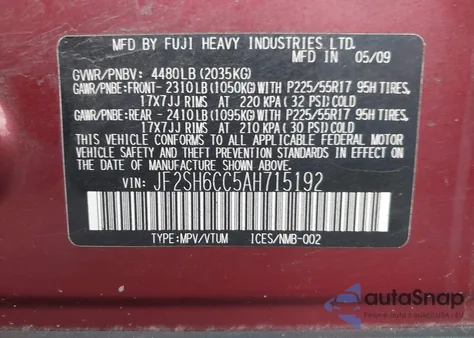 MFD BY FUJI HEAVY INDUSTRIES LTD.
MFD IN 05/09
GVWR/PNBV: 4480LB (2035KG)
GAWR/PNBE:FRONT- 2310LB (1050KG) P225/55R17 95H TIRES,
17X7JJ RIMS AT 220 KPA (32 PSI) COLD
GAWR/PNBE:REAR - 2410LB (1095KG) P225/55R17 95H TIRES,
17X7JJ RIMS AT 210 KPA (30 PSI) COLD
THIS VEHICLE CONFORMS TO ALL APPLICABLE FEDERAL MOTOR
VEHICLE SAFETY AND THEFT PREVENTION STANDARDS IN EFFECT ON
THE DATE OF MANUFACTURE SHOWN ABOVE.
VIN: JF2SH6CC5AH715192
TYPE:MPV/VTUM ICES/NMB-002
autoSnap